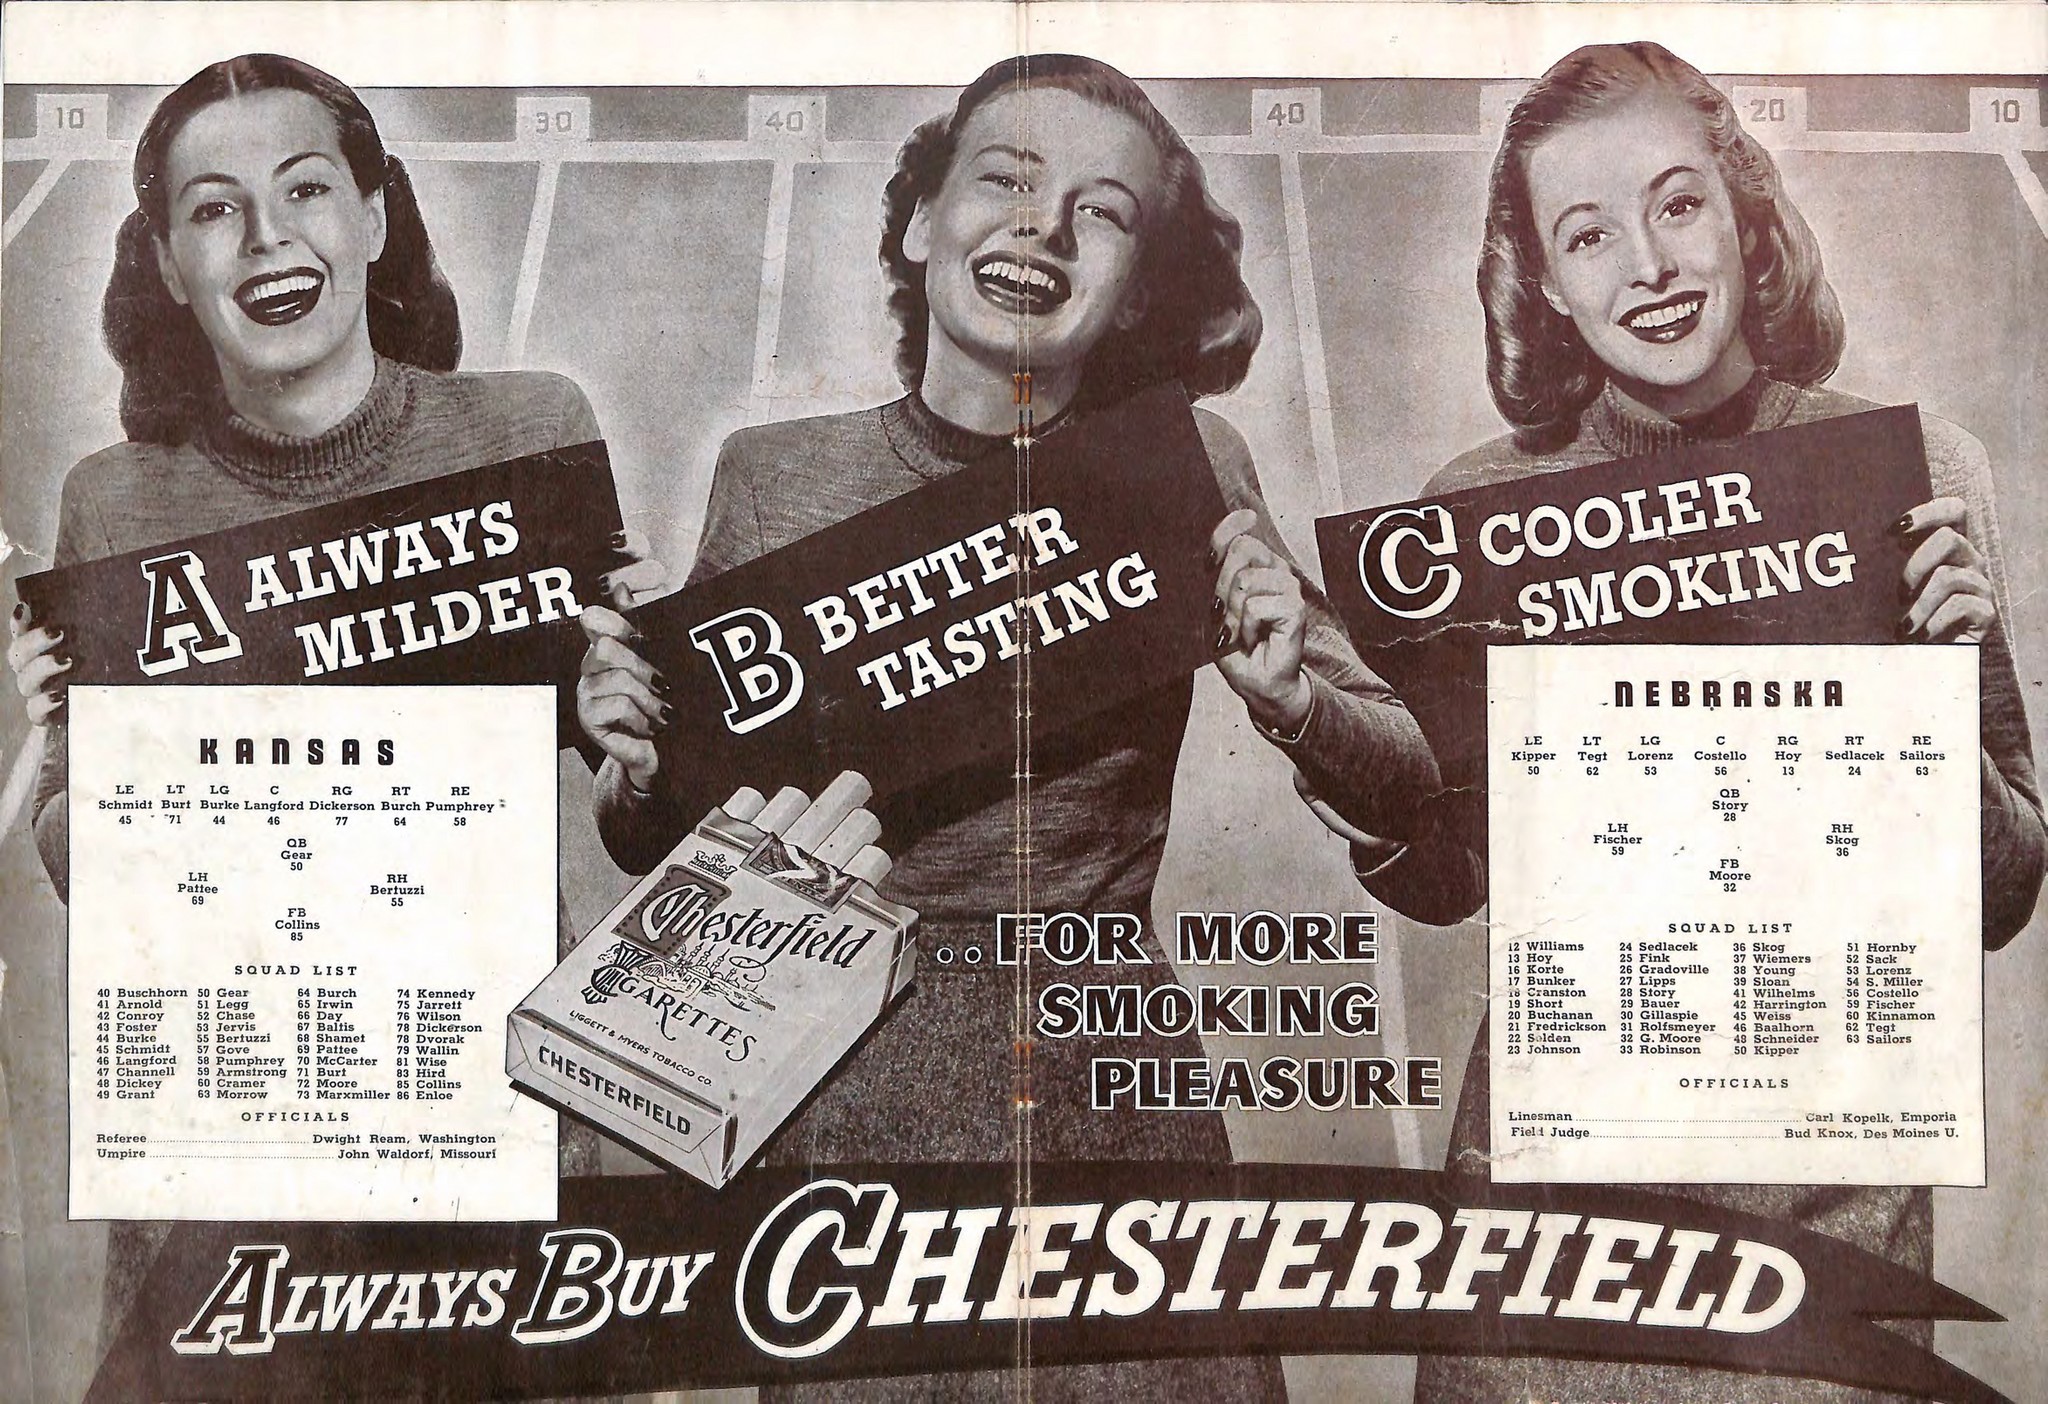 10 30 40 40 20 10
A ALWAYS
MILDER
B BETTER
TASTING
C COOLER
SMOKING
KANSAS
LE LT LG C RG RT RE
Schmidt Burt Burke Langford Dickerson Burch Pumphrey
45 71 44 46 77 64 58
QB
Gear
50
LH RH
Pattee Bertuzzi
69 55
FB
Collins
85
SQUAD LIST
40 Buschhorn 50 Gear 64 Burch 74 Kennedy
41 Arnold 51 Legg 65 Irwin 75 Jarrett
42 Conroy 52 Chase 66 Day 76 Wilson
43 Foster 53 Jervis 67 Baltis 78 Dickerson
44 Burke 55 Bertuzzi 68 Shamet 78 Dvorak
45 Schmidt 57 Gove 69 Pattee 79 Wallin
46 Langford 58 Pumphrey 70 McCarter 81 Wise
47 Channell 59 Armstrong 71 Burt 83 Hird
48 Dickey 60 Cramer 72 Moore 85 Collins
49 Grant 63 Morrow 73 Marxmiller 86 Enloe
OFFICIALS
Referee Dwight Ream, Washington
Umpire John Waldorf, Missouri
Chesterfield
CIGARETTES
LIGGETT & MYERS TOBACCO CO.
CHESTERFIELD
..FOR MORE
SMOKING
PLEASURE
NEBRASKA
LE LT LG C RG RT RE
Kipper Tegt Lorenz Costello Hoy Sedlacek Sailors
50 62 53 56 13 24 63
QB
Story
28
LH RH
Fischer Skog
59 36
FB
Moore
32
SQUAD LIST
12 Williams 24 Sedlacek 36 Skog 51 Hornby
13 Hoy 25 Fink 37 Wiemers 52 Sack
16 Korte 26 Gradoville 38 Young 53 Lorenz
17 Bunker 27 Lipps 39 Sloan 54 S. Miller
18 Cranston 28 Story 41 Wilhelms 56 Costello
19 Short 29 Bauer 42 Harrington 59 Fischer
20 Buchanan 30 Gillaspie 45 Weiss 60 Kinnamon
21 Fredrickson 31 Rolfsmeyer 46 Baalhorn 62 Tegt
22 Selden 32 G. Moore 48 Schneider 63 Sailors
23 Johnson 33 Robinson 50 Kipper
OFFICIALS
Linesman Carl Kopelk, Emporia
Field Judge Bud Knox, Des Moines U.
ALWAYS BUY CHESTERFIELD